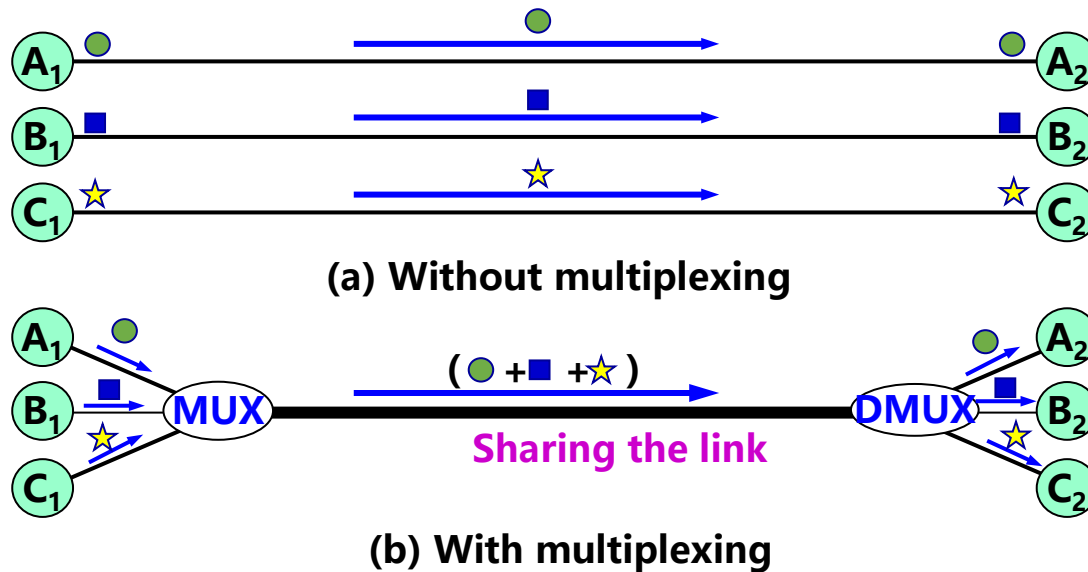 A₁ A₂
B₁ B₂
C₁ C₂
(a) Without multiplexing
A₁ A₂
( + + )
B₁ MUX DMUX B₂
Sharing the link
C₁ C₂
(b) With multiplexing